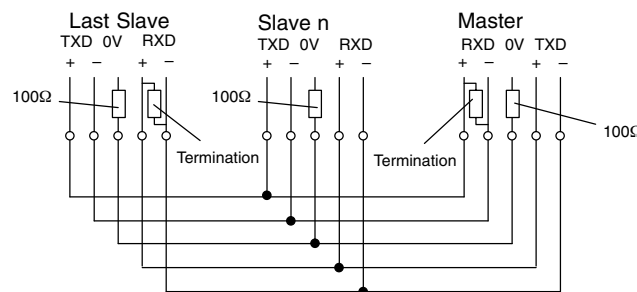 Last Slave Slave n Master
TXD 0V RXD TXD 0V RXD RXD 0V TXD
+ − + − + − + − + − + −
100Ω 100Ω 100Ω
Termination Termination